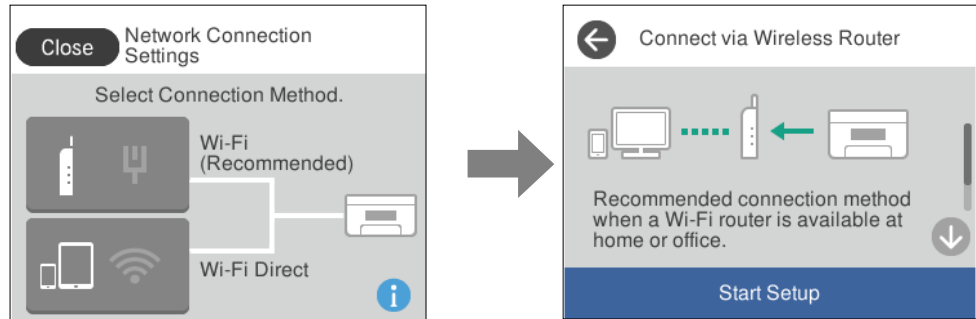 Close
Network Connection
Settings
Select Connection Method.
Wi-Fi
(Recommended)
Wi-Fi Direct
i
Connect via Wireless Router
Recommended connection method
when a Wi-Fi router is available at
home or office.
Start Setup